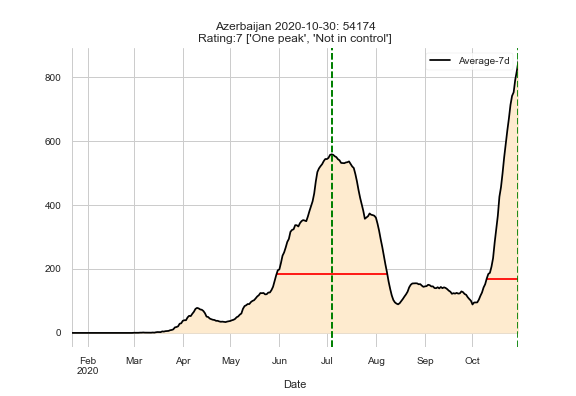 Azerbaijan 2020-10-30: 54174
Rating:7 ['One peak', 'Not in control']
Average-7d
800
600
400
200
0
Feb Mar Apr May Jun Jul Aug Sep Oct
2020
Date